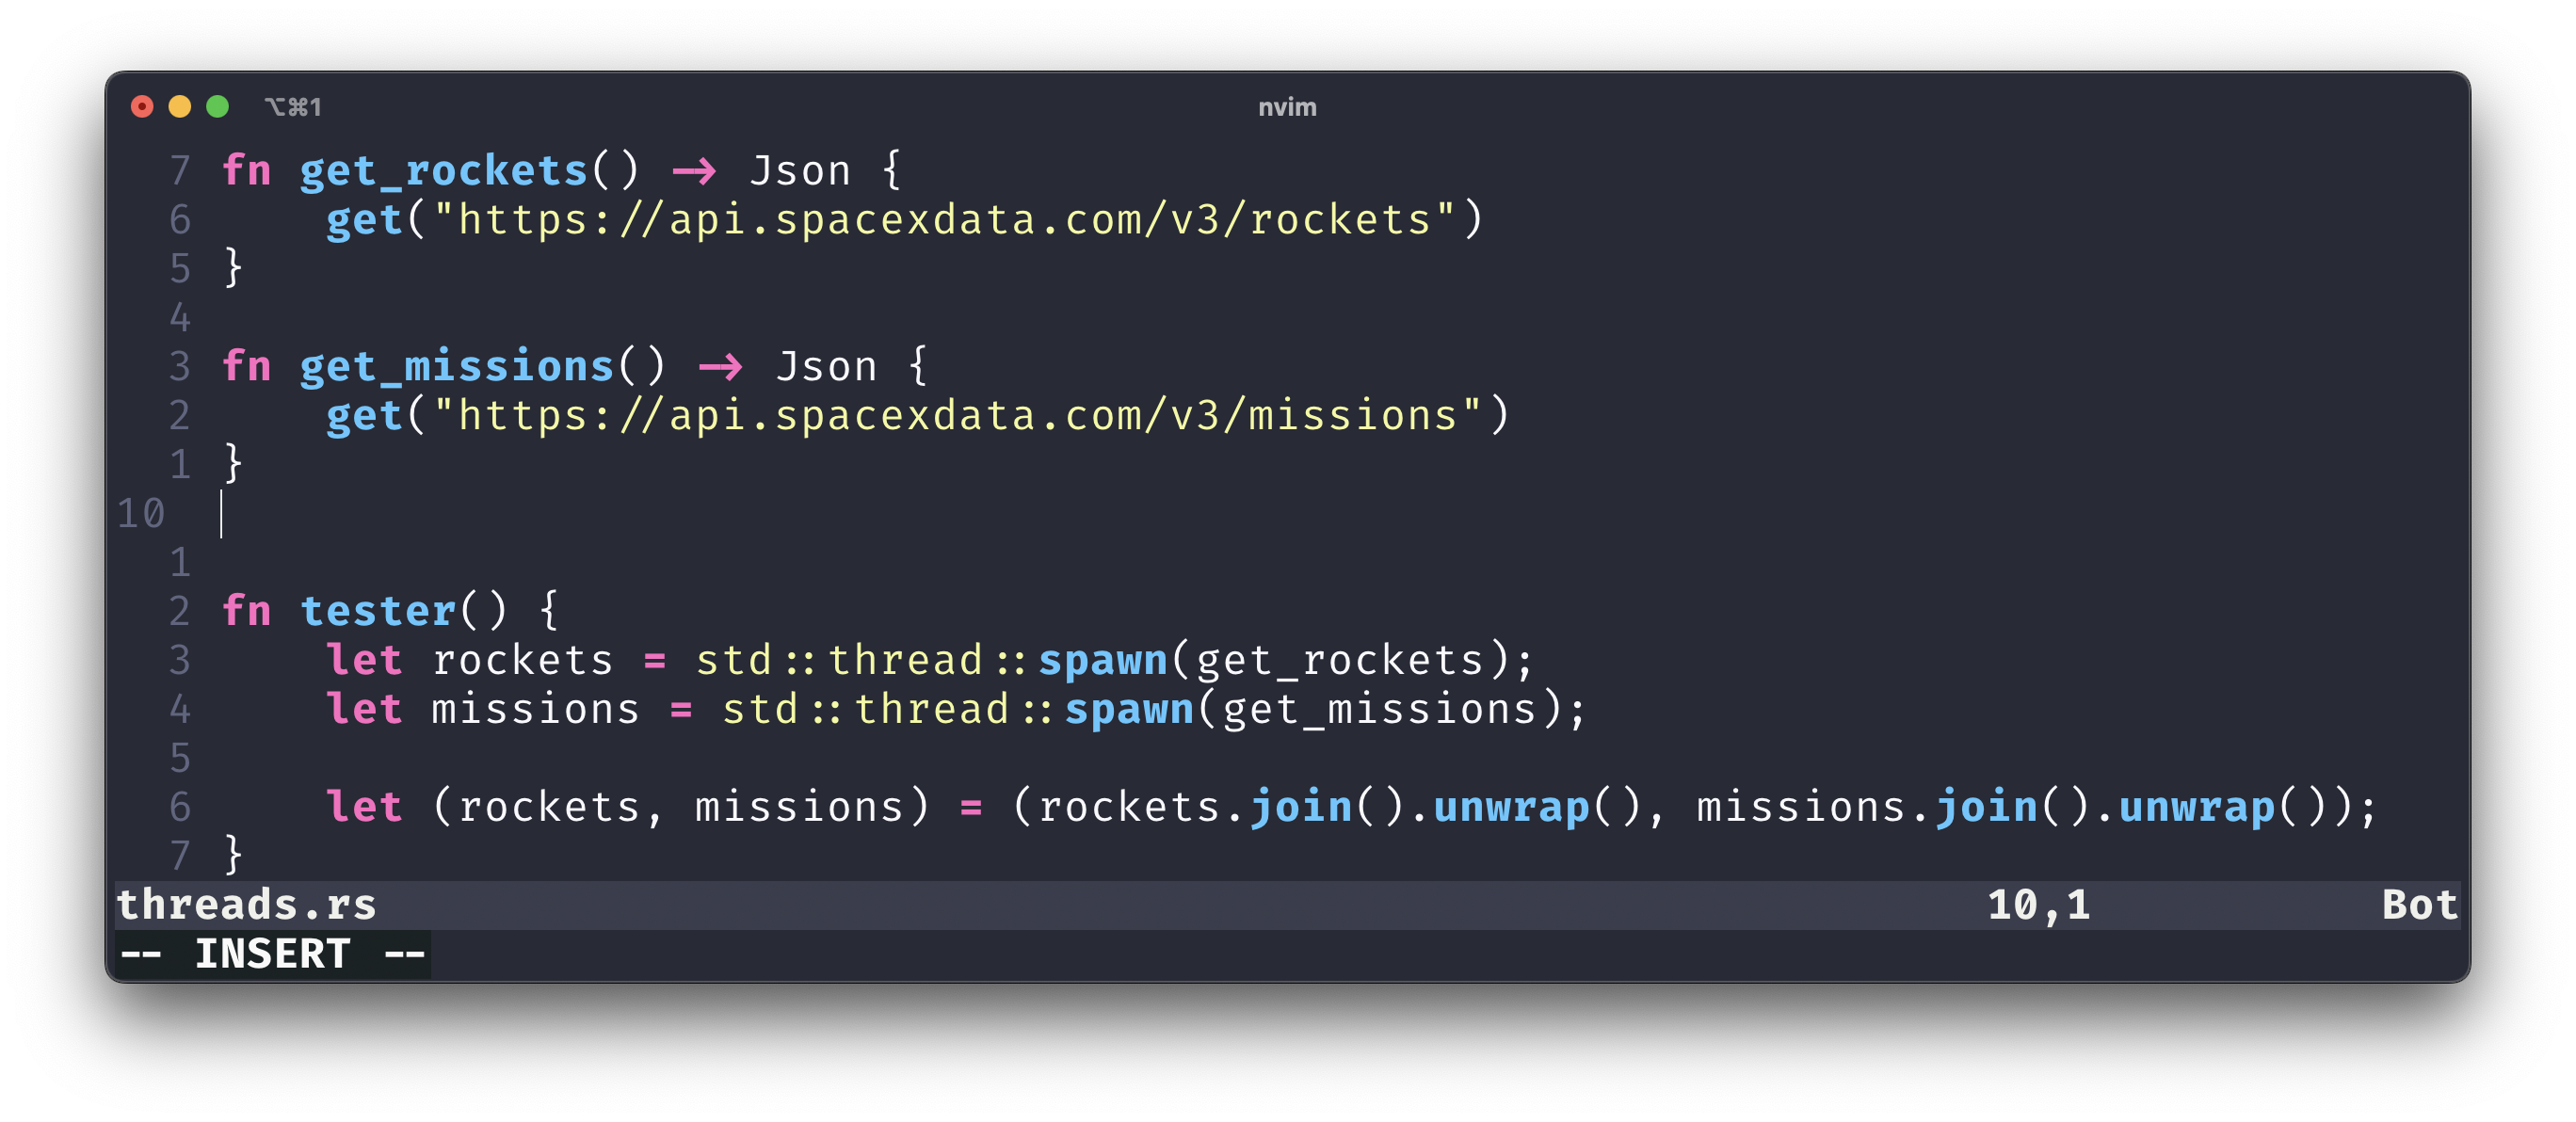 ⌥⌘1 nvim
7 fn get_rockets() -> Json {
6     get("https://api.spacexdata.com/v3/rockets")
5 }
4
3 fn get_missions() -> Json {
2     get("https://api.spacexdata.com/v3/missions")
1 }
10
1
2 fn tester() {
3     let rockets = std::thread::spawn(get_rockets);
4     let missions = std::thread::spawn(get_missions);
5
6     let (rockets, missions) = (rockets.join().unwrap(), missions.join().unwrap());
7 }
threads.rs 10,1 Bot
-- INSERT --